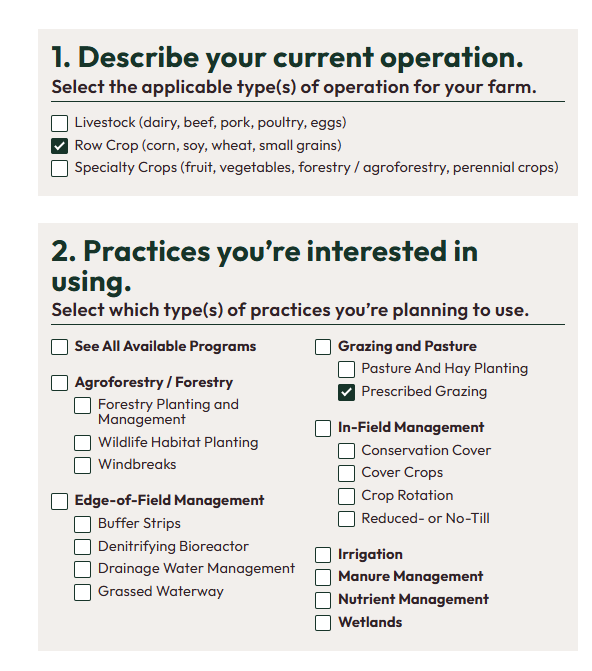 1. Describe your current operation.
Select the applicable type(s) of operation for your farm.
Livestock (dairy, beef, pork, poultry, eggs)
Row Crop (corn, soy, wheat, small grains)
Specialty Crops (fruit, vegetables, forestry / agroforestry, perennial crops)
2. Practices you’re interested in
using.
Select which type(s) of practices you’re planning to use.
See All Available Programs
Agroforestry / Forestry
Forestry Planting and
Management
Wildlife Habitat Planting
Windbreaks
Edge-of-Field Management
Buffer Strips
Denitrifying Bioreactor
Drainage Water Management
Grassed Waterway
Grazing and Pasture
Pasture And Hay Planting
Prescribed Grazing
In-Field Management
Conservation Cover
Cover Crops
Crop Rotation
Reduced- or No-Till
Irrigation
Manure Management
Nutrient Management
Wetlands